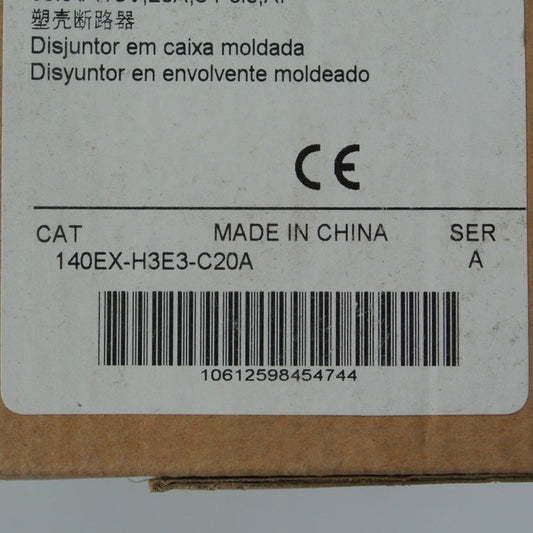 塑壳断路器
Disjuntor em caixa moldada
Disyuntor en envolvente moldeado
CE
CAT MADE IN CHINA SER
140EX-H3E3-C20A A
10612598454744